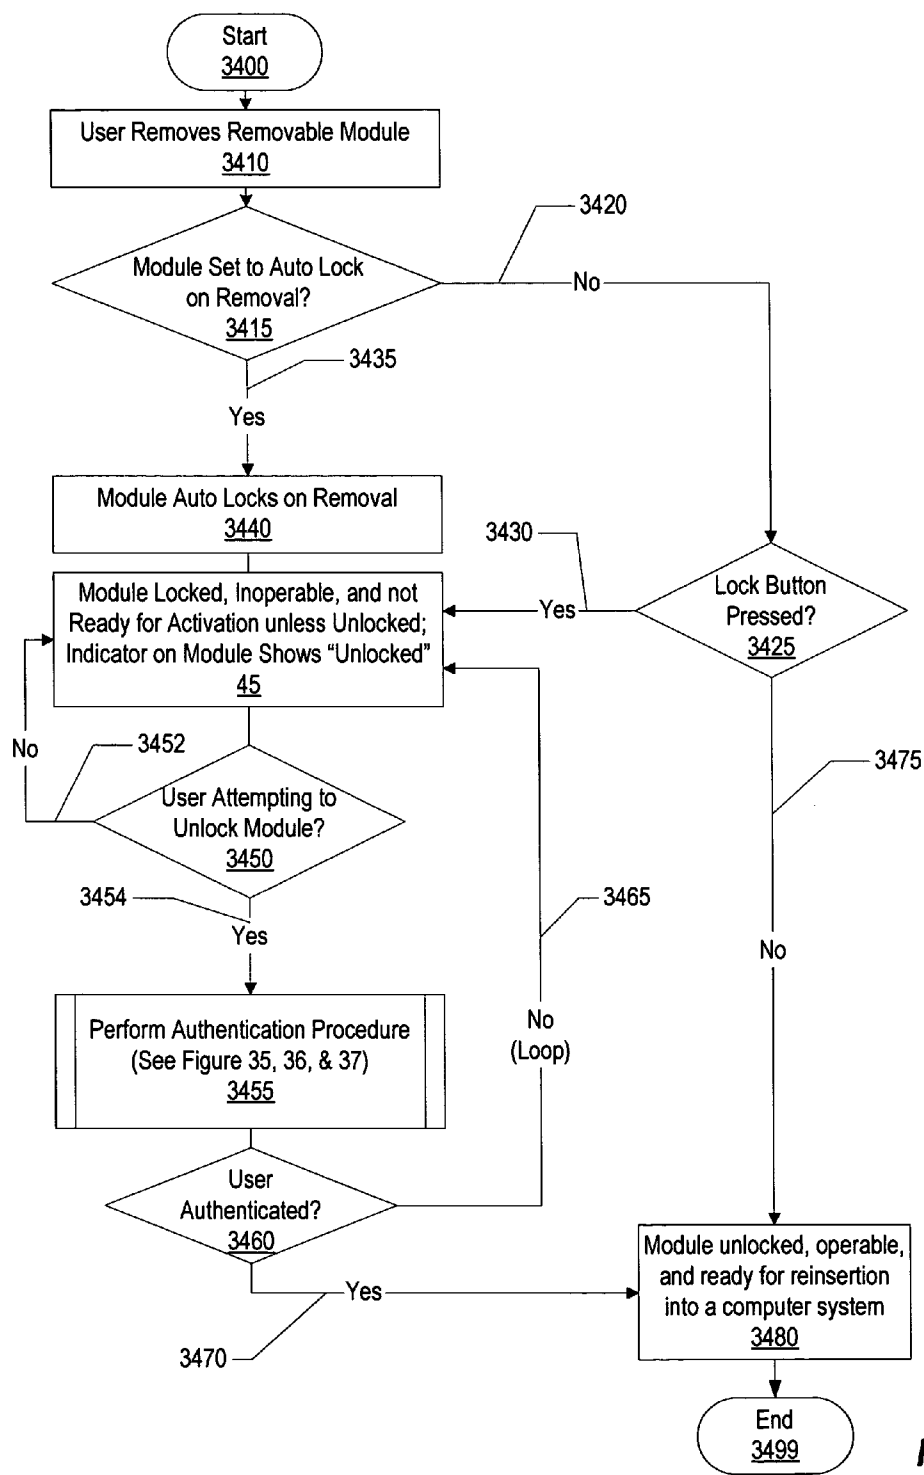 Start
3400
User Removes Removable Module
3410
3420
Module Set to Auto Lock
on Removal?
3415
No
3435
Yes
Module Auto Locks on Removal
3440
3430
Module Locked, Inoperable, and not
Ready for Activation unless Unlocked;
Indicator on Module Shows “Unlocked”
45
Yes
Lock Button
Pressed?
3425
No
3452
3475
User Attempting to
Unlock Module?
3450
3454
Yes
3465
No
Perform Authentication Procedure
(See Figure 35, 36, & 37)
3455
No
(Loop)
User
Authenticated?
3460
Module unlocked, operable,
and ready for reinsertion
into a computer system
3480
Yes
3470
End
3499